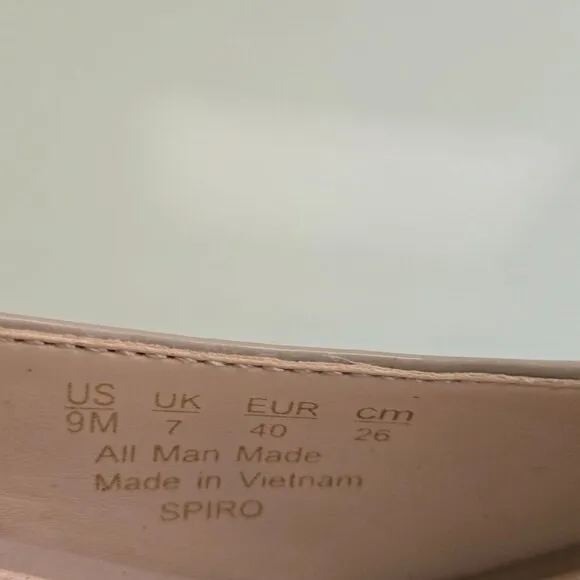 US UK EUR cm
9M 7 40 26
All Man Made
Made in Vietnam
SPIRO